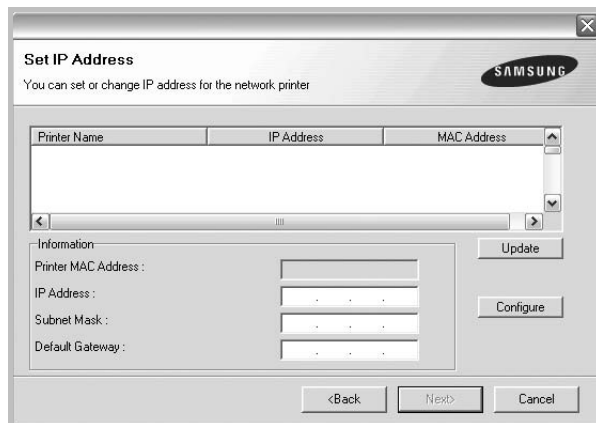 Set IP Address
You can set or change IP address for the network printer
SAMSUNG
Printer Name IP Address MAC Address
Information
Update
Printer MAC Address :
IP Address :
Configure
Subnet Mask :
Default Gateway :
<Back Next> Cancel